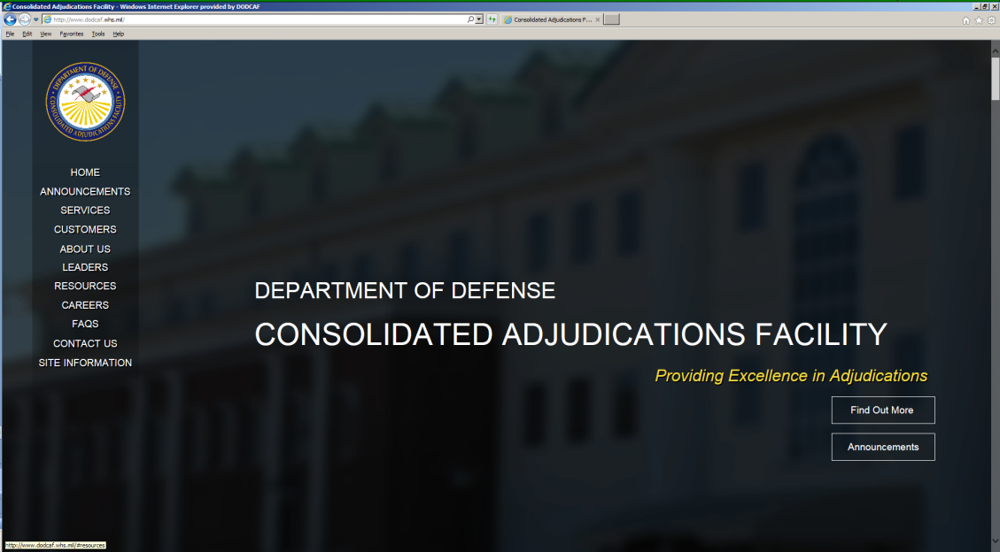 Consolidated Adjudications Facility - Windows Internet Explorer provided by DODCAF
http://www.dodcaf.whs.mil/
Consolidated Adjudications F...
File Edit View Favorites Tools Help
DEPARTMENT OF DEFENSE
CONSOLIDATED ADJUDICATIONS FACILITY
HOME
ANNOUNCEMENTS
SERVICES
CUSTOMERS
ABOUT US
LEADERS
RESOURCES
CAREERS
FAQS
CONTACT US
SITE INFORMATION
DEPARTMENT OF DEFENSE
CONSOLIDATED ADJUDICATIONS FACILITY
Providing Excellence in Adjudications
Find Out More
Announcements
http://www.dodcaf.whs.mil/#resources